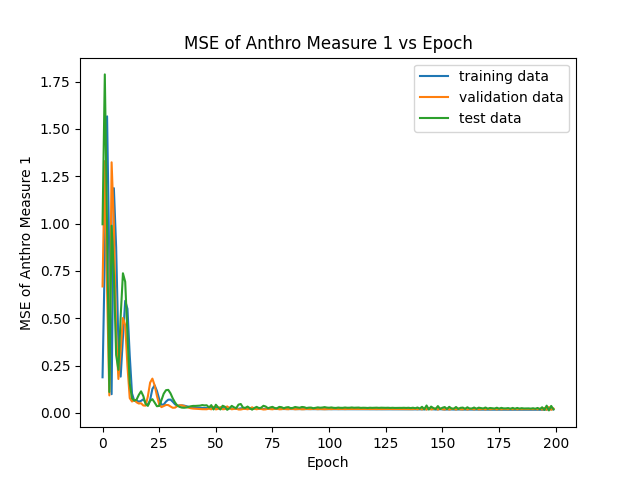 MSE of Anthro Measure 1 vs Epoch
training data
validation data
test data
MSE of Anthro Measure 1
1.75
1.50
1.25
1.00
0.75
0.50
0.25
0.00
0 25 50 75 100 125 150 175 200
Epoch